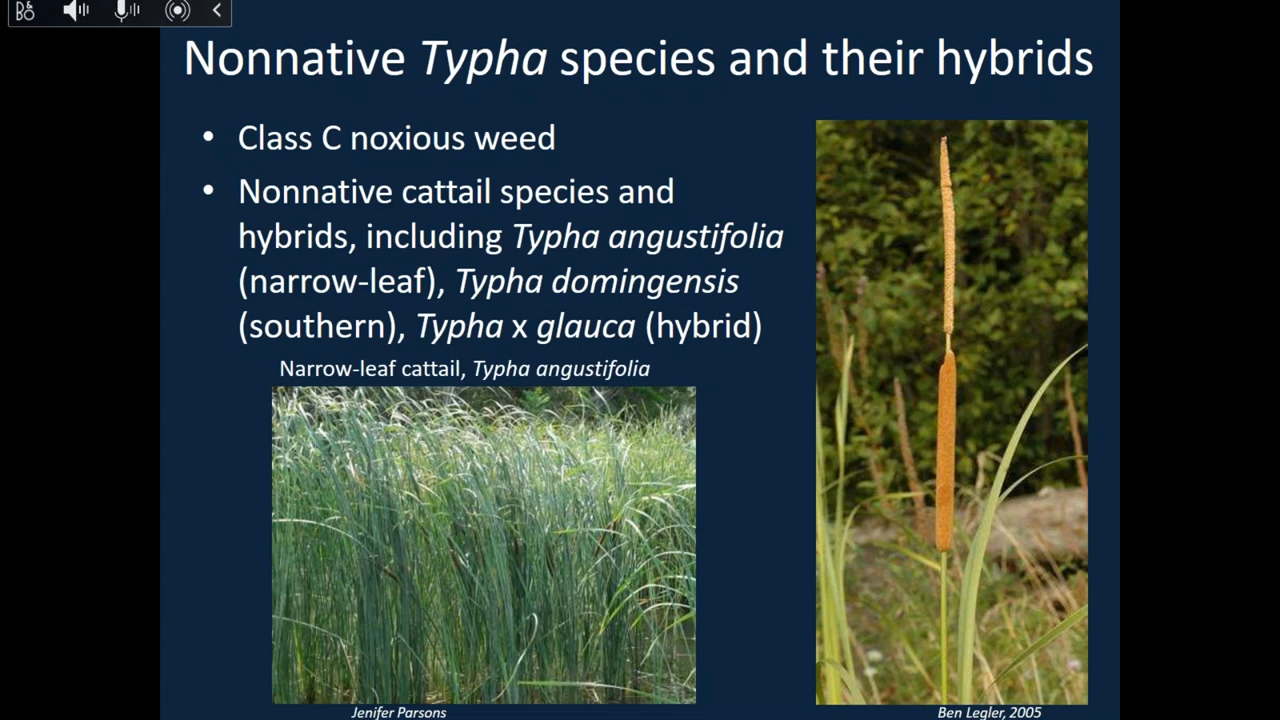 B&O
Nonnative Typha species and their hybrids
• Class C noxious weed
• Nonnative cattail species and
hybrids, including Typha angustifolia
(narrow-leaf), Typha domingensis
(southern), Typha x glauca (hybrid)
Narrow-leaf cattail, Typha angustifolia
Jenifer Parsons
Ben Legler, 2005